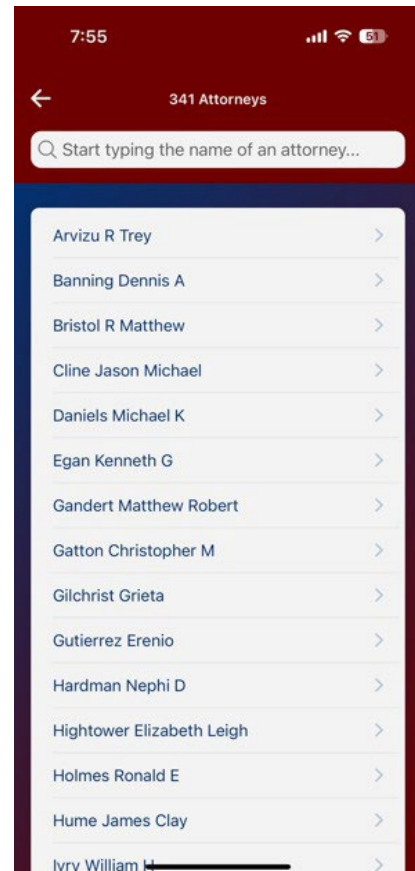 7:55
51
341 Attorneys
Start typing the name of an attorney...
Arvizu R Trey
Banning Dennis A
Bristol R Matthew
Cline Jason Michael
Daniels Michael K
Egan Kenneth G
Gandert Matthew Robert
Gatton Christopher M
Gilchrist Grieta
Gutierrez Erenio
Hardman Nephi D
Hightower Elizabeth Leigh
Holmes Ronald E
Hume James Clay
Ivry William H